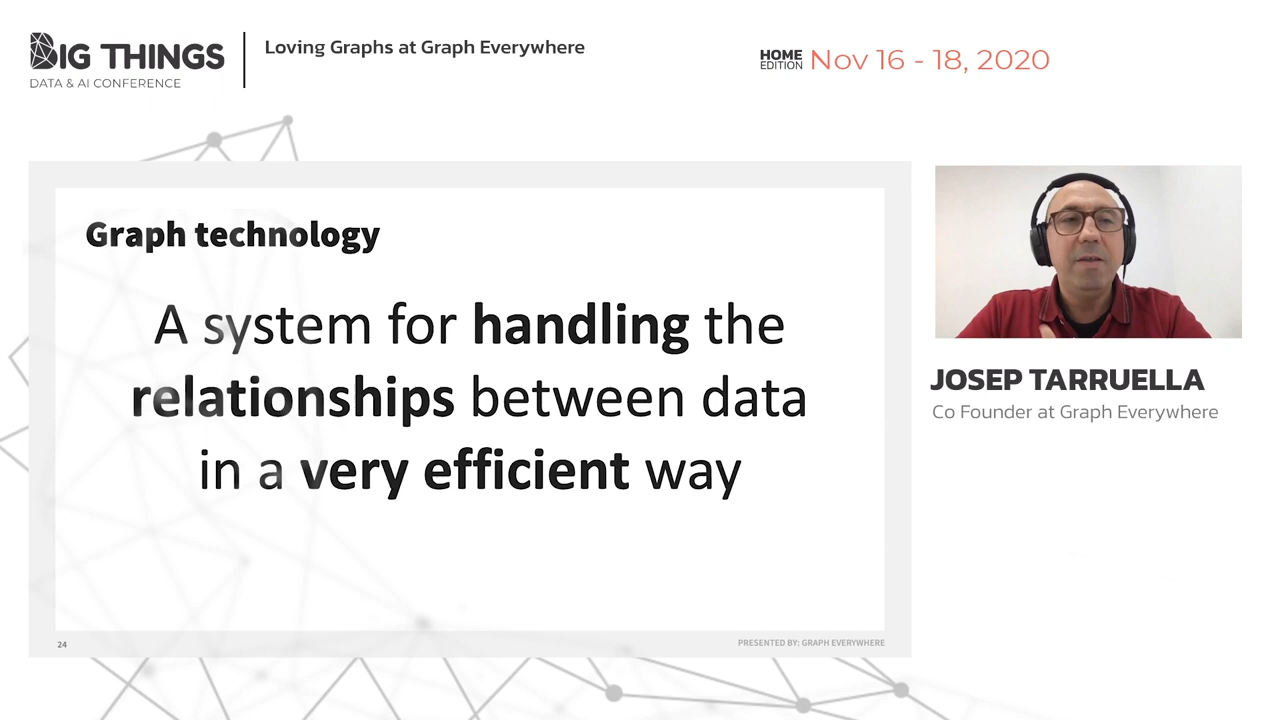 BIG THINGS
DATA & AI CONFERENCE
Loving Graphs at Graph Everywhere
HOME
EDITION
Nov 16 - 18, 2020
Graph technology
A system for handling the
relationships between data
in a very efficient way
24
PRESENTED BY: GRAPH EVERYWHERE
JOSEP TARRUELLA
Co Founder at Graph Everywhere